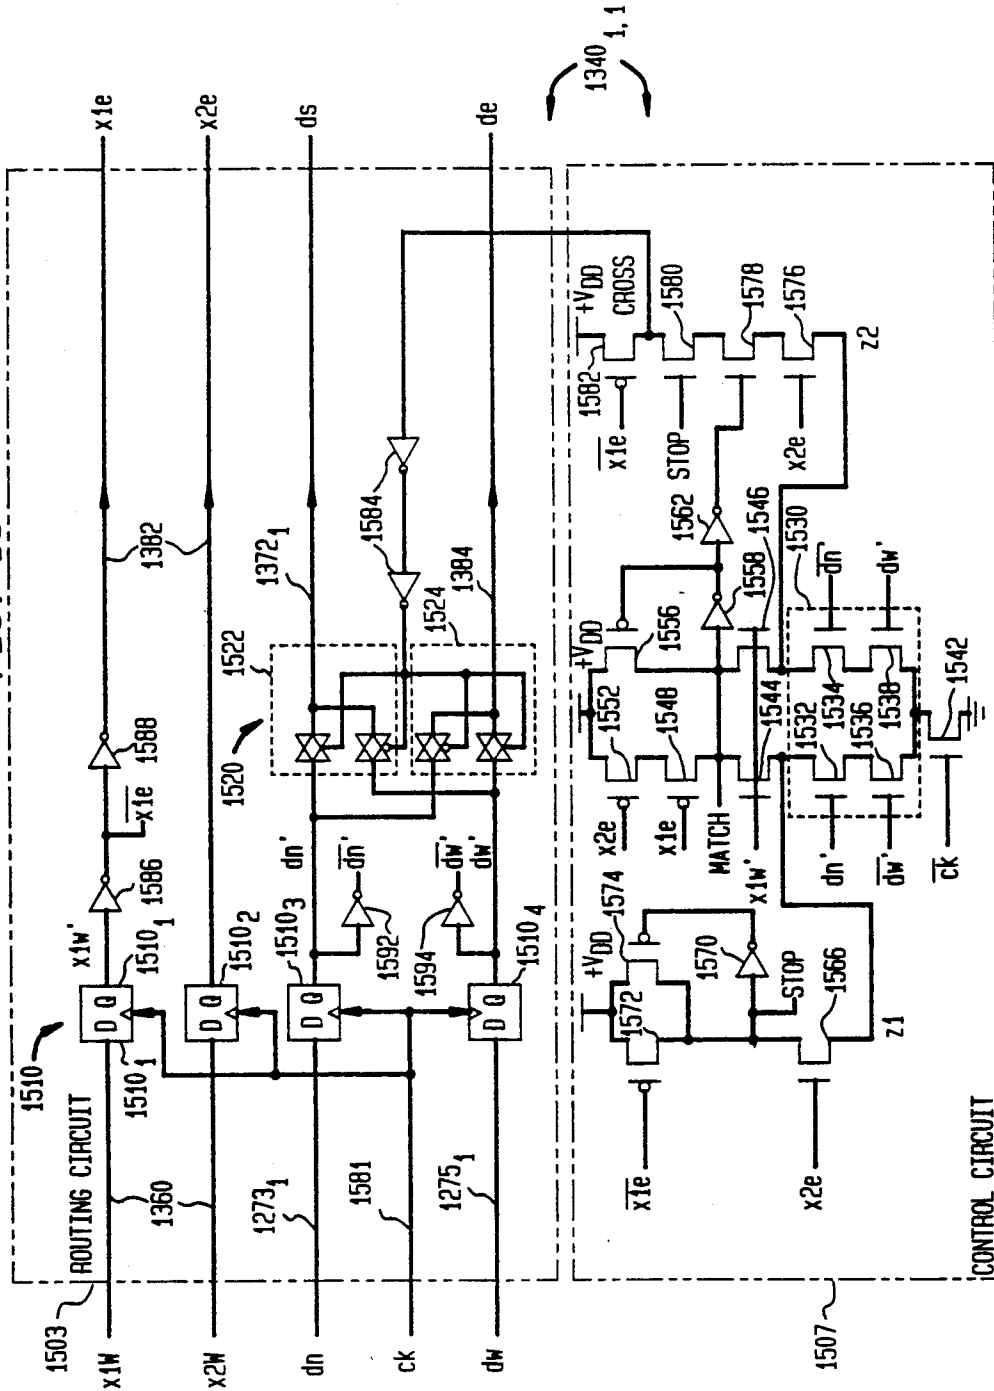 1503
ROUTING CIRCUIT
x1W
x2W
dn
ck
dw
1360
1273 1
1581
1275 1
1510
1510 1
D Q
1510 1
D Q
1510 2
D Q
1510 3
D Q
1510 4
x1w'
1586
x1e
1588
1382
x1e
x2e
ds
de
dn'
dn'
1592
dw'
dw'
1594
1520
1522
1524
1372 1
1384
1584
1340 1, 1
1507
CONTROL CIRCUIT
x1e
x2e
+VDD
1572
1574
1570
STOP
1566
z1
x2e
x1e
MATCH
x1w'
+VDD
1552
1548
1556
1558
1562
1544
1546
1530
dn'
dw'
1532
1534
1536
1538
dn'
dw'
ck
1542
+VDD
CROSS
1582
x1e
STOP
x2e
1580
1578
1576
z2